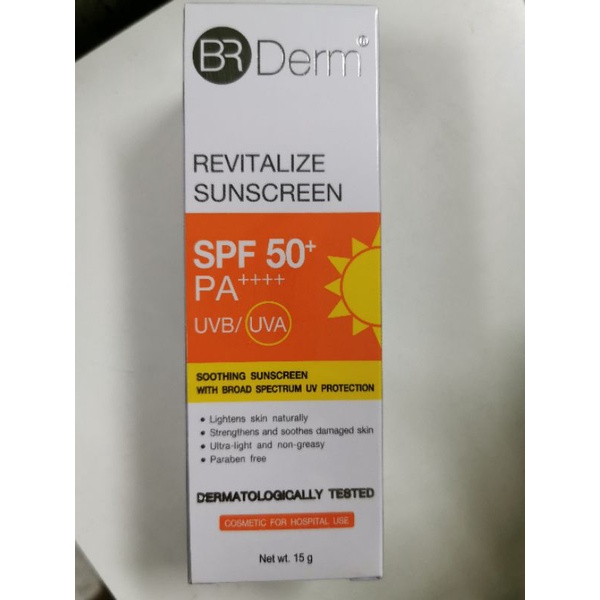 BR Derm®
REVITALIZE
SUNSCREEN
SPF 50+
PA++++
UVB/ UVA
SOOTHING SUNSCREEN
WITH BROAD SPECTRUM UV PROTECTION
• Lightens skin naturally
• Strengthens and soothes damaged skin
• Ultra-light and non-greasy
• Paraben free
DERMATOLOGICALLY TESTED
COSMETIC FOR HOSPITAL USE
Net wt. 15 g